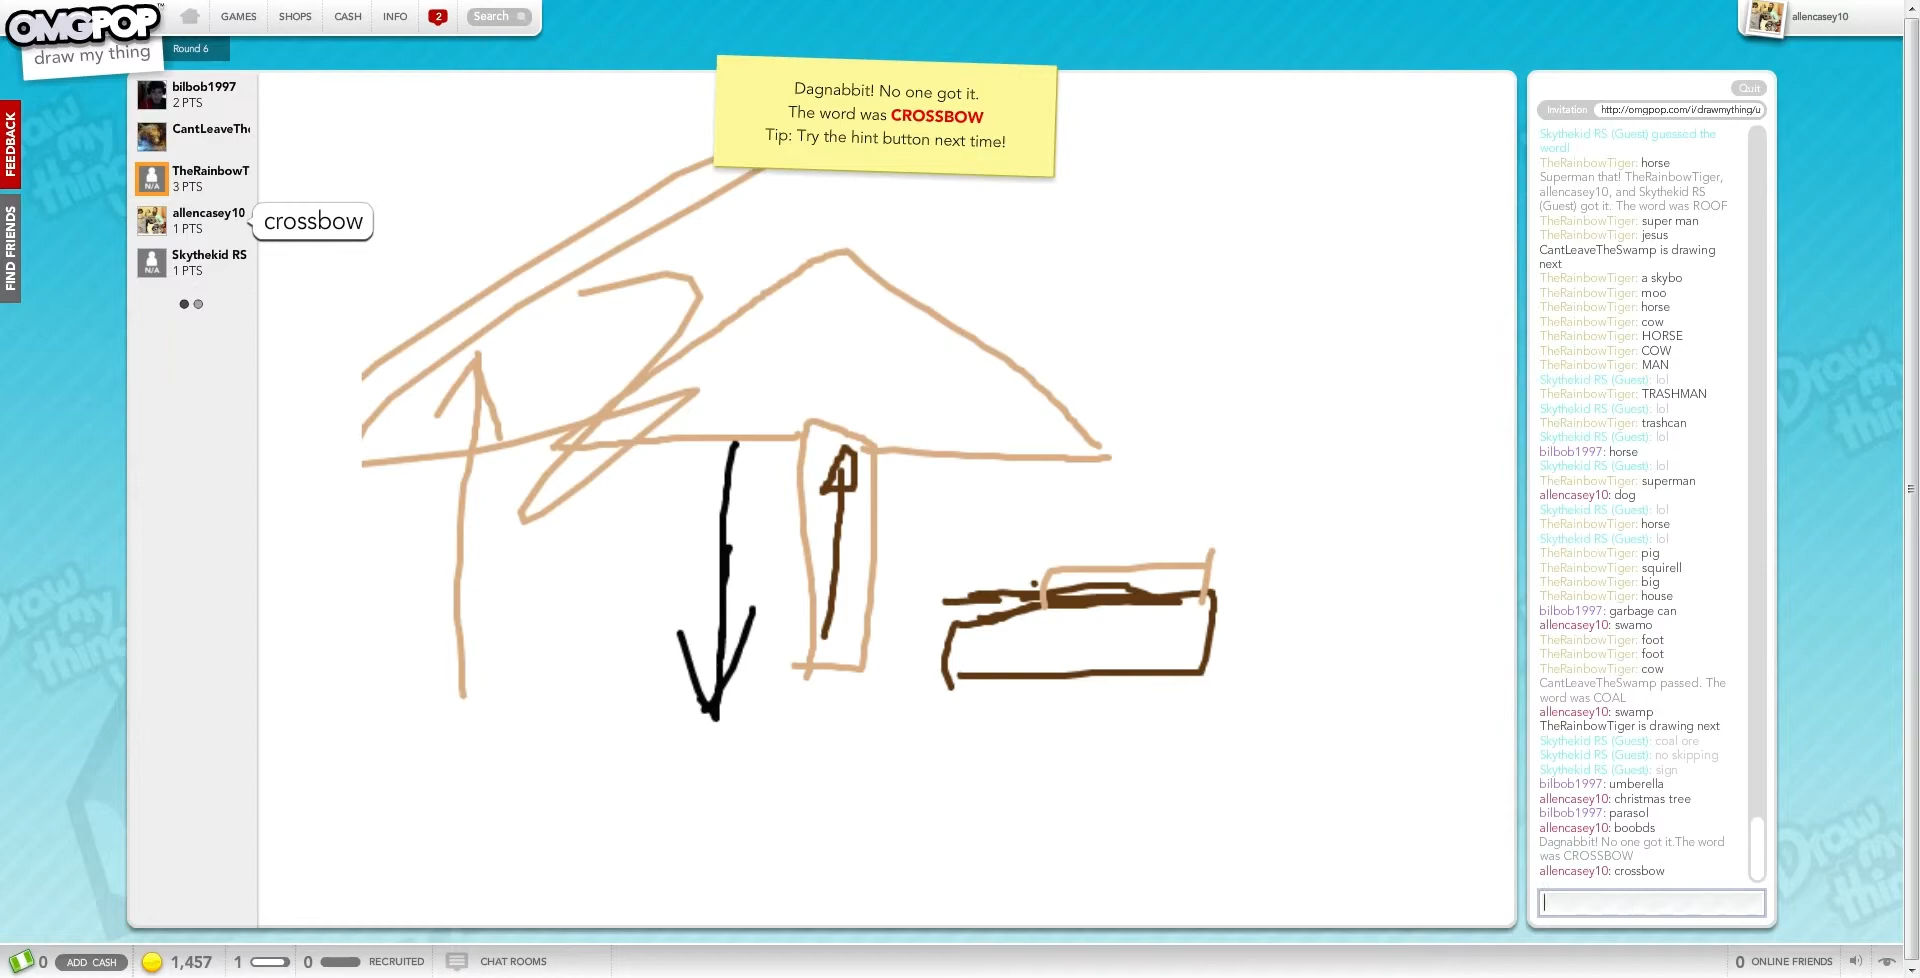 OMGPOP™
draw my thing
GAMES
SHOPS
CASH
INFO
2
Search
allencasey10
Round 6
FEEDBACK
FIND FRIENDS
bilbob1997
2 PTS
CantLeaveThe
TheRainbowT
3 PTS
N/A
allencasey10
1 PTS
crossbow
Skythekid RS
1 PTS
N/A
Dagnabbit! No one got it.
The word was CROSSBOW
Tip: Try the hint button next time!
Quit
Invitation http://omgpop.com/i/drawmything/u
Skythekid RS (Guest) guessed the
word!
TheRainbowTiger: horse
Superman that! TheRainbowTiger,
allencasey10, and Skythekid RS
(Guest) got it. The word was ROOF
TheRainbowTiger: super man
TheRainbowTiger: jesus
CantLeaveTheSwamp is drawing
next
TheRainbowTiger: a skybo
TheRainbowTiger: moo
TheRainbowTiger: horse
TheRainbowTiger: cow
TheRainbowTiger: HORSE
TheRainbowTiger: COW
TheRainbowTiger: MAN
Skythekid RS (Guest): lol
TheRainbowTiger: TRASHMAN
Skythekid RS (Guest): lol
TheRainbowTiger: trashcan
Skythekid RS (Guest): lol
bilbob1997: horse
Skythekid RS (Guest): lol
TheRainbowTiger: superman
allencasey10: dog
Skythekid RS (Guest): lol
TheRainbowTiger: horse
Skythekid RS (Guest): lol
TheRainbowTiger: pig
TheRainbowTiger: squirell
TheRainbowTiger: big
TheRainbowTiger: house
bilbob1997: garbage can
allencasey10: swamo
TheRainbowTiger: foot
TheRainbowTiger: foot
TheRainbowTiger: cow
CantLeaveTheSwamp passed. The
word was COAL
allencasey10: swamp
TheRainbowTiger is drawing next
Skythekid RS (Guest): coal ore
Skythekid RS (Guest): no skipping
Skythekid RS (Guest): sign
bilbob1997: umberella
allencasey10: christmas tree
bilbob1997: parasol
allencasey10: boobds
Dagnabbit! No one got it.The word
was CROSSBOW
allencasey10: crossbow
0
ADD CASH
1,457
1
0
RECRUITED
CHAT ROOMS
0 ONLINE FRIENDS
Draw my thing